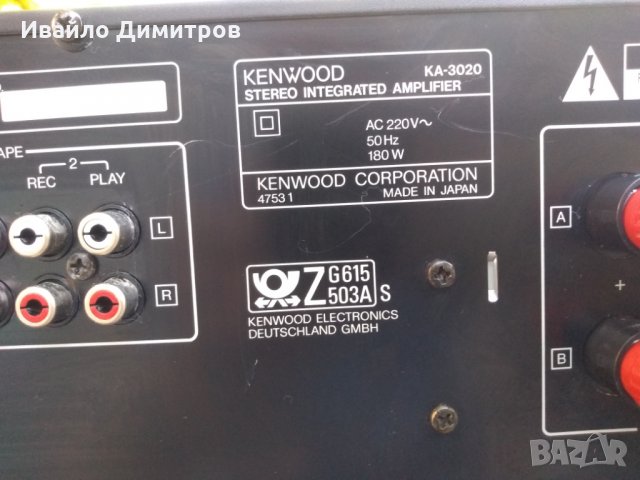 Ивайло Димитров
KENWOOD KA-3020
STEREO INTEGRATED AMPLIFIER
AC 220V~
50Hz
180W
KENWOOD CORPORATION
47531 MADE IN JAPAN
APE
2
REC PLAY
L
R
A
+
B
Z G615
503A S
KENWOOD ELECTRONICS
DEUTSCHLAND GMBH
BAZAR